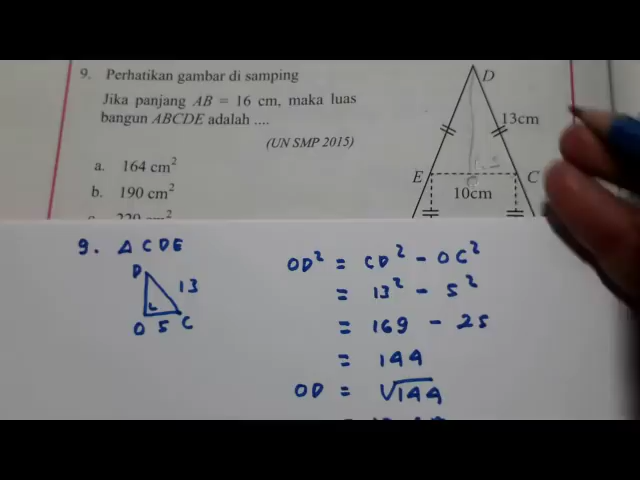 9. Perhatikan gambar di samping
Jika panjang AB = 16 cm, maka luas
bangun ABCDE adalah ....
(UN SMP 2015)
a. 164 cm²
b. 190 cm²
D
13cm
E
C
10cm
9. Δ CDE
D
13
O 5 C
OD² = CD² - OC²
= 13² - 5²
= 169 - 25
= 144
OD = √144